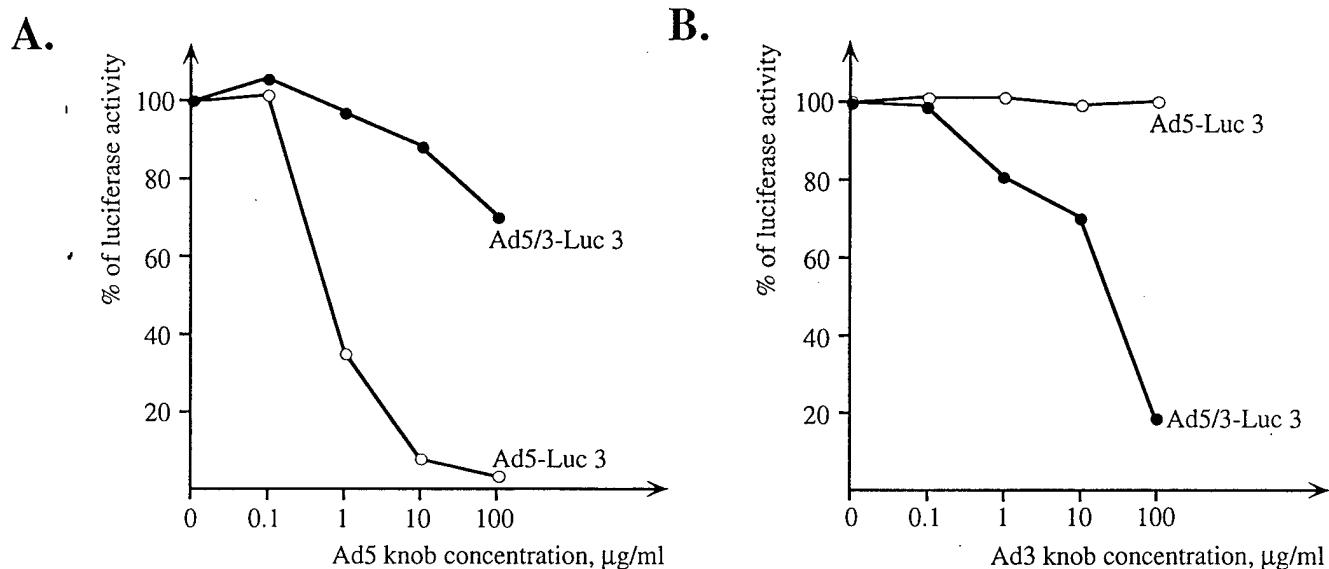 A.
% of luciferase activity
100
80
60
40
20
Ad5/3-Luc 3
Ad5-Luc 3
0 0.1 1 10 100
Ad5 knob concentration, μg/ml
B.
% of luciferase activity
100
80
60
40
20
Ad5-Luc 3
Ad5/3-Luc 3
0 0.1 1 10 100
Ad3 knob concentration, μg/ml